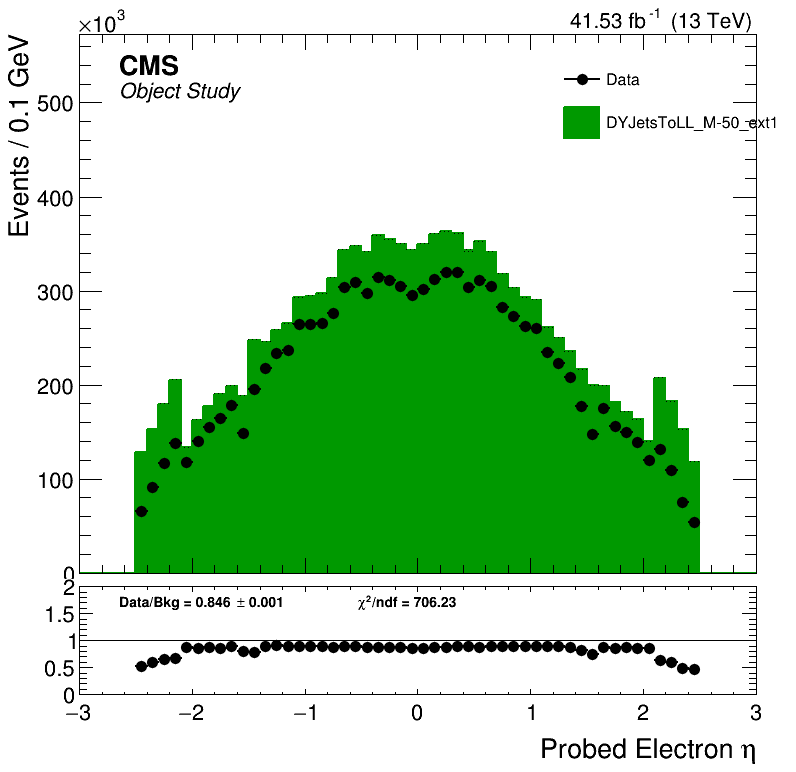 ×10³
41.53 fb⁻¹ (13 TeV)
Events / 0.1 GeV
CMS
Object Study
Data
DYJetsToLL_M-50_ext1
500
400
300
200
100
0
Data/Bkg = 0.846 ± 0.001
χ²/ndf = 706.23
2
1.5
1
0.5
0
−3 −2 −1 0 1 2 3
Probed Electron η